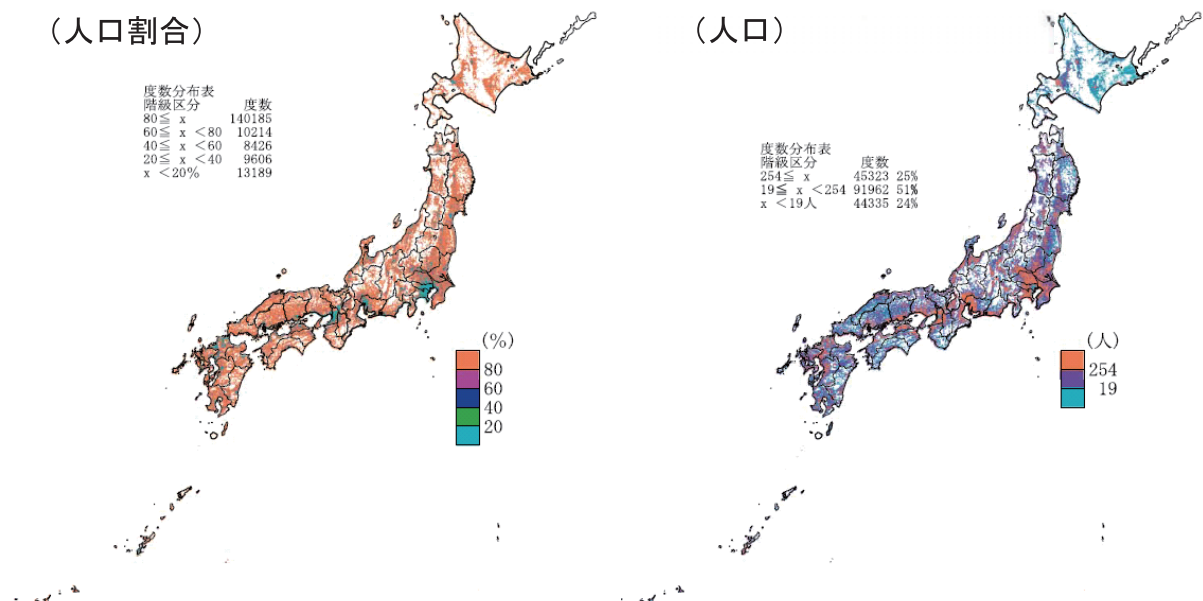 （人口割合）
度数分布表
階級区分 度数
80≦ x 140185
60≦ x <80 10214
40≦ x <60 8426
20≦ x <40 9606
x <20% 13189
(%)
80
60
40
20
（人口）
度数分布表
階級区分 度数
254≦ x 45323 25%
19≦ x <254 91962 51%
x <19人 44335 24%
(人)
254
19